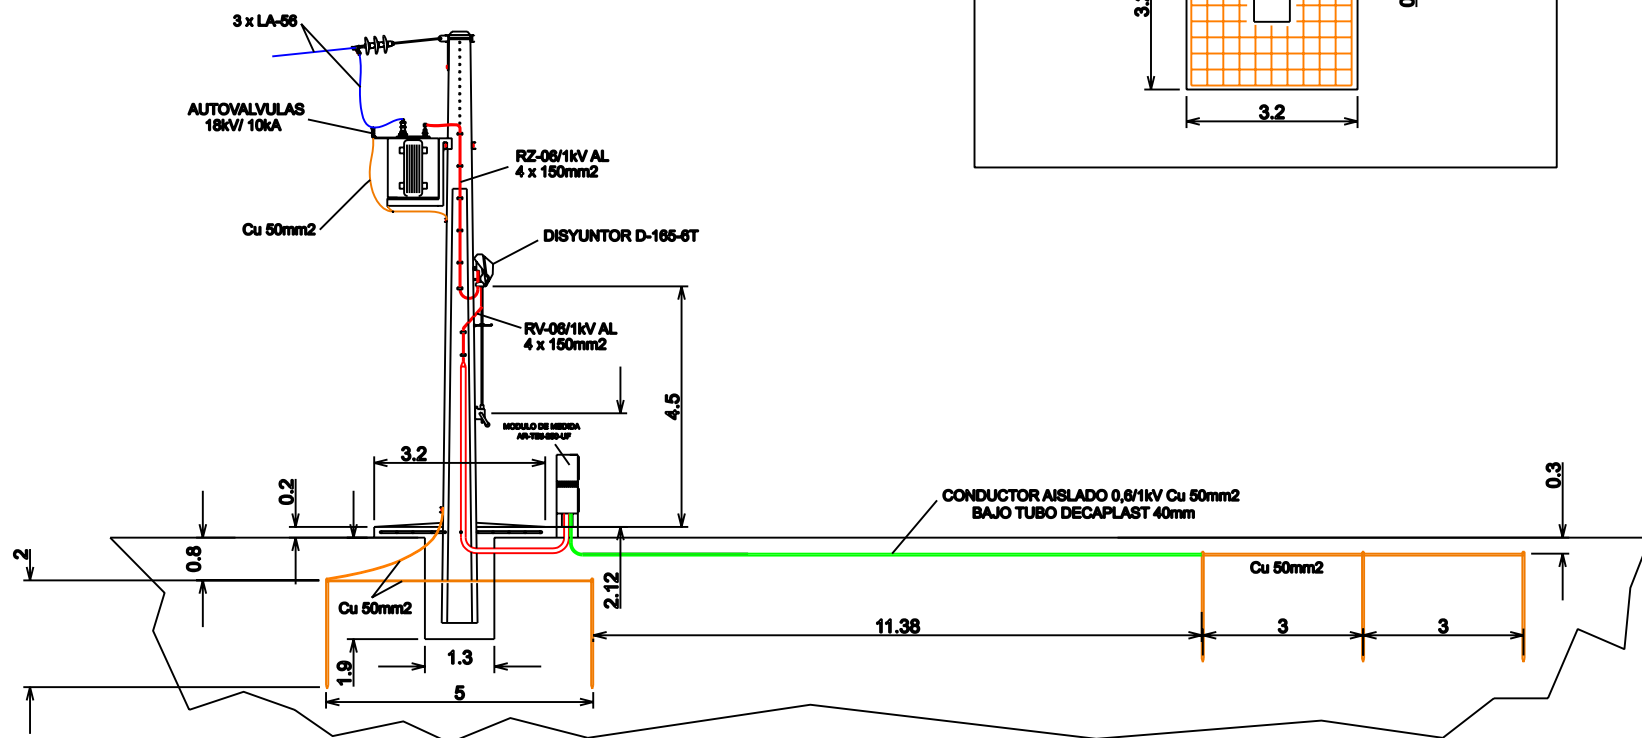 3 x LA-56
AUTOVALVULAS
18kV/ 10kA
Cu 50mm2
RZ-06/1kV AL
4 x 150mm2
DISYUNTOR D-165-6T
RV-06/1kV AL
4 x 150mm2
4.5
MODULO DE MEDIDA
3.2
0.2
0.8
2
Cu 50mm2
1.9
1.3
5
2.12
CONDUCTOR AISLADO 0,6/1kV Cu 50mm2
BAJO TUBO DECAPLAST 40mm
Cu 50mm2
11.38
3
3
0.3
3.2